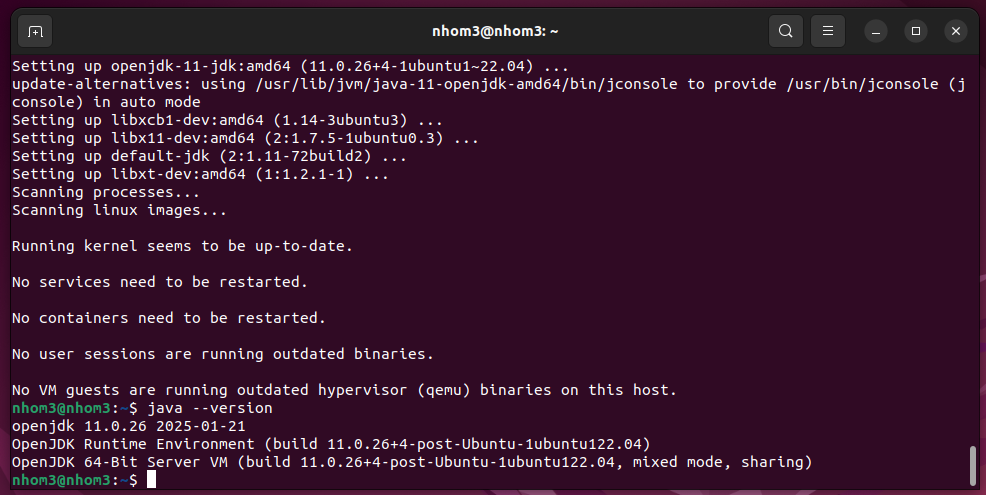 nhom3@nhom3: ~
Setting up openjdk-11-jdk:amd64 (11.0.26+4-1ubuntu1~22.04) ...
update-alternatives: using /usr/lib/jvm/java-11-openjdk-amd64/bin/jconsole to provide /usr/bin/jconsole (j
console) in auto mode
Setting up libxcb1-dev:amd64 (1.14-3ubuntu3) ...
Setting up libx11-dev:amd64 (2:1.7.5-1ubuntu0.3) ...
Setting up default-jdk (2:1.11-72build2) ...
Setting up libxt-dev:amd64 (1:1.2.1-1) ...
Scanning processes...
Scanning linux images...
Running kernel seems to be up-to-date.
No services need to be restarted.
No containers need to be restarted.
No user sessions are running outdated binaries.
No VM guests are running outdated hypervisor (qemu) binaries on this host.
nhom3@nhom3:~$ java --version
openjdk 11.0.26 2025-01-21
OpenJDK Runtime Environment (build 11.0.26+4-post-Ubuntu-1ubuntu122.04)
OpenJDK 64-Bit Server VM (build 11.0.26+4-post-Ubuntu-1ubuntu122.04, mixed mode, sharing)
nhom3@nhom3:~$